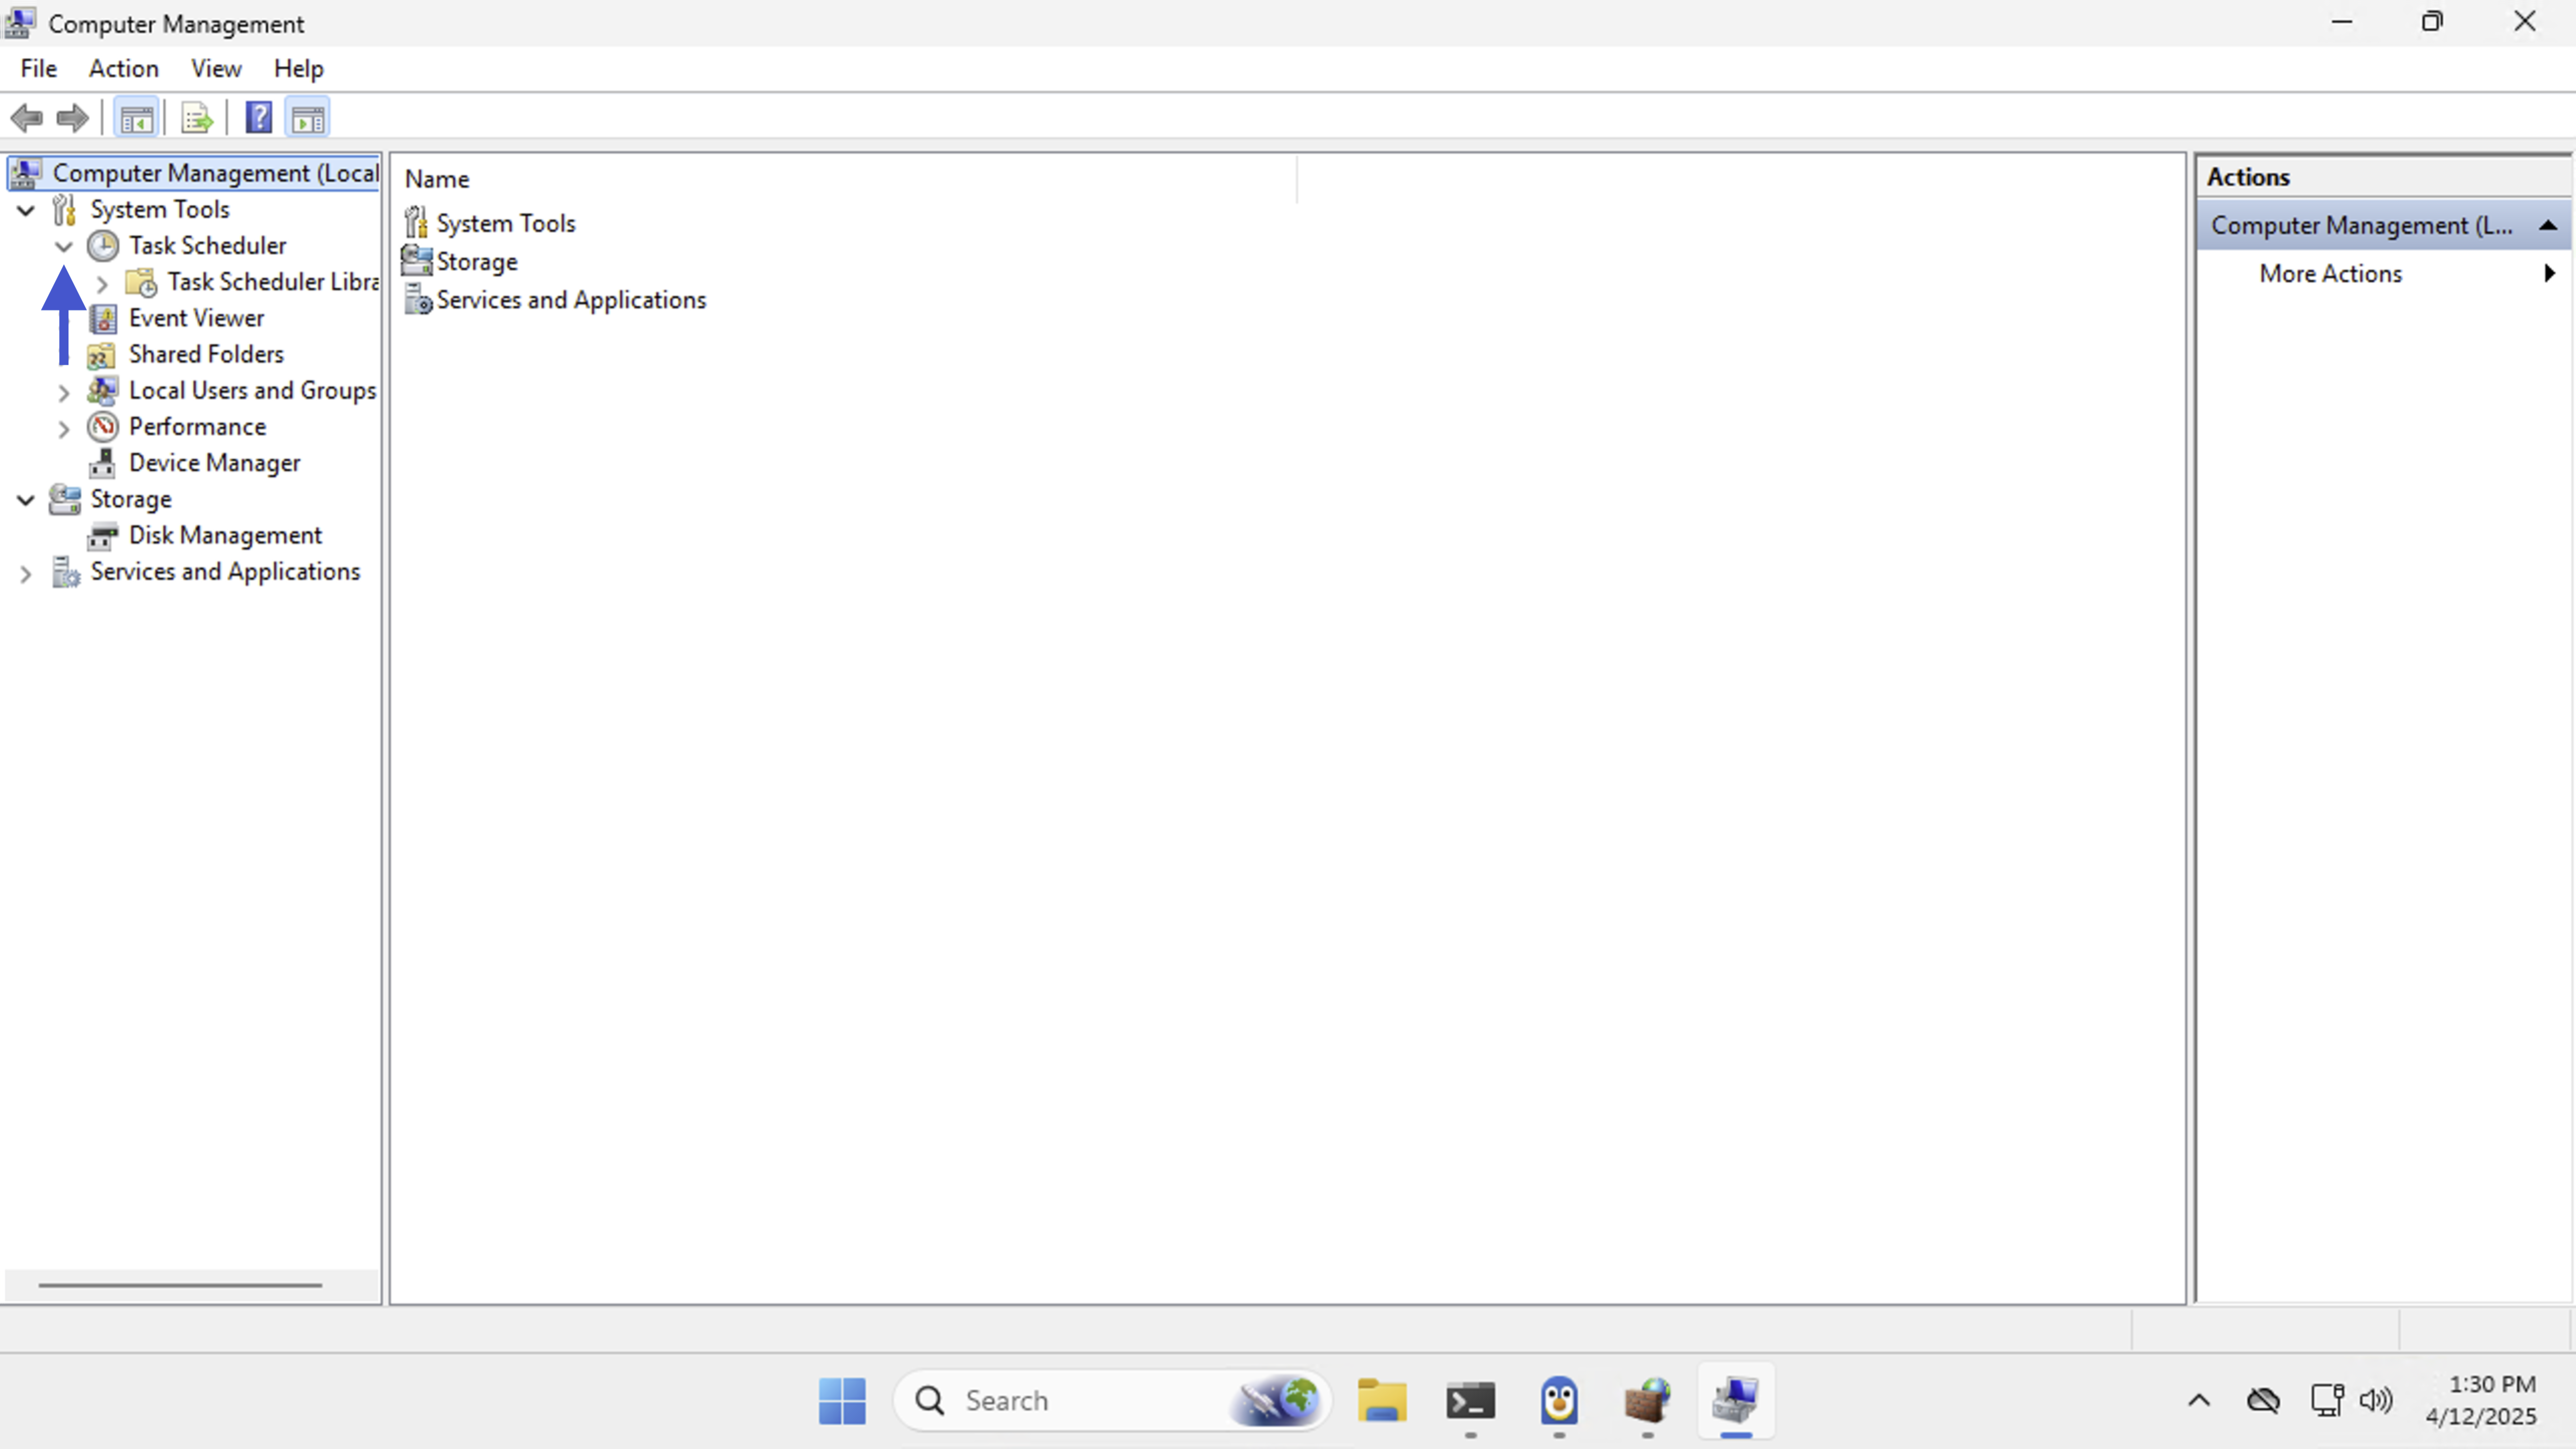 Computer Management
File Action View Help
Computer Management (Local
System Tools
Task Scheduler
Task Scheduler Libra
Event Viewer
Shared Folders
Local Users and Groups
Performance
Device Manager
Storage
Disk Management
Services and Applications
Name
System Tools
Storage
Services and Applications
Actions
Computer Management (L...
More Actions
Search
1:30 PM
4/12/2025